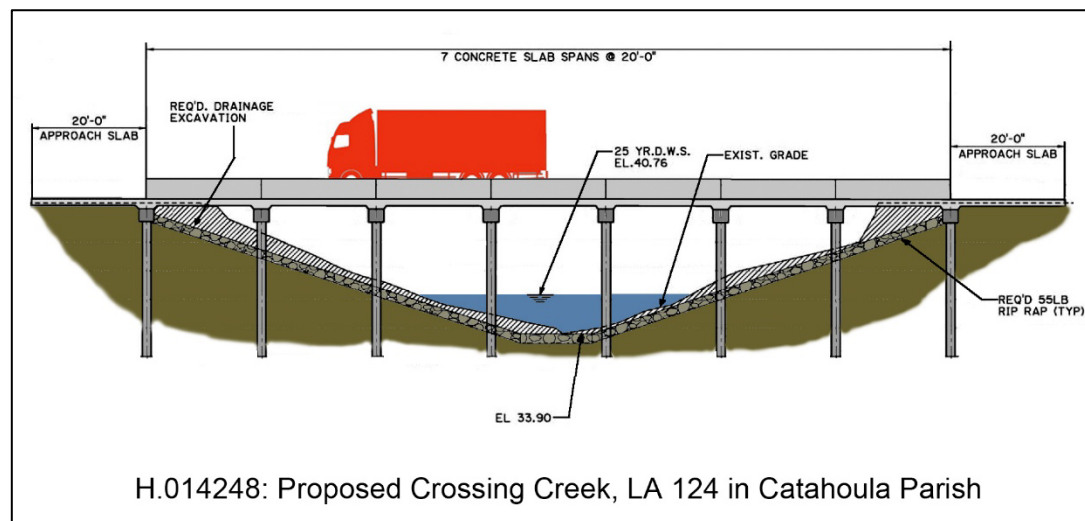 7 CONCRETE SLAB SPANS @ 20'-0"
REQ'D. DRAINAGE
EXCAVATION
20'-0"
APPROACH SLAB
25 YR.D.W.S.
EL.40.76
EXIST. GRADE
20'-0"
APPROACH SLAB
REQ'D 55LB
RIP RAP (TYP)
EL 33.90
H.014248: Proposed Crossing Creek, LA 124 in Catahoula Parish